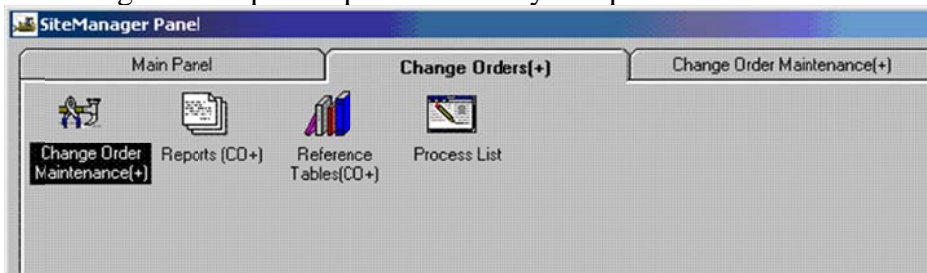 SiteManager Panel
Main Panel
Change Orders(+)
Change Order Maintenance(+)
Change Order
Maintenance(+)
Reports (CO+)
Reference
Tables(CO+)
Process List